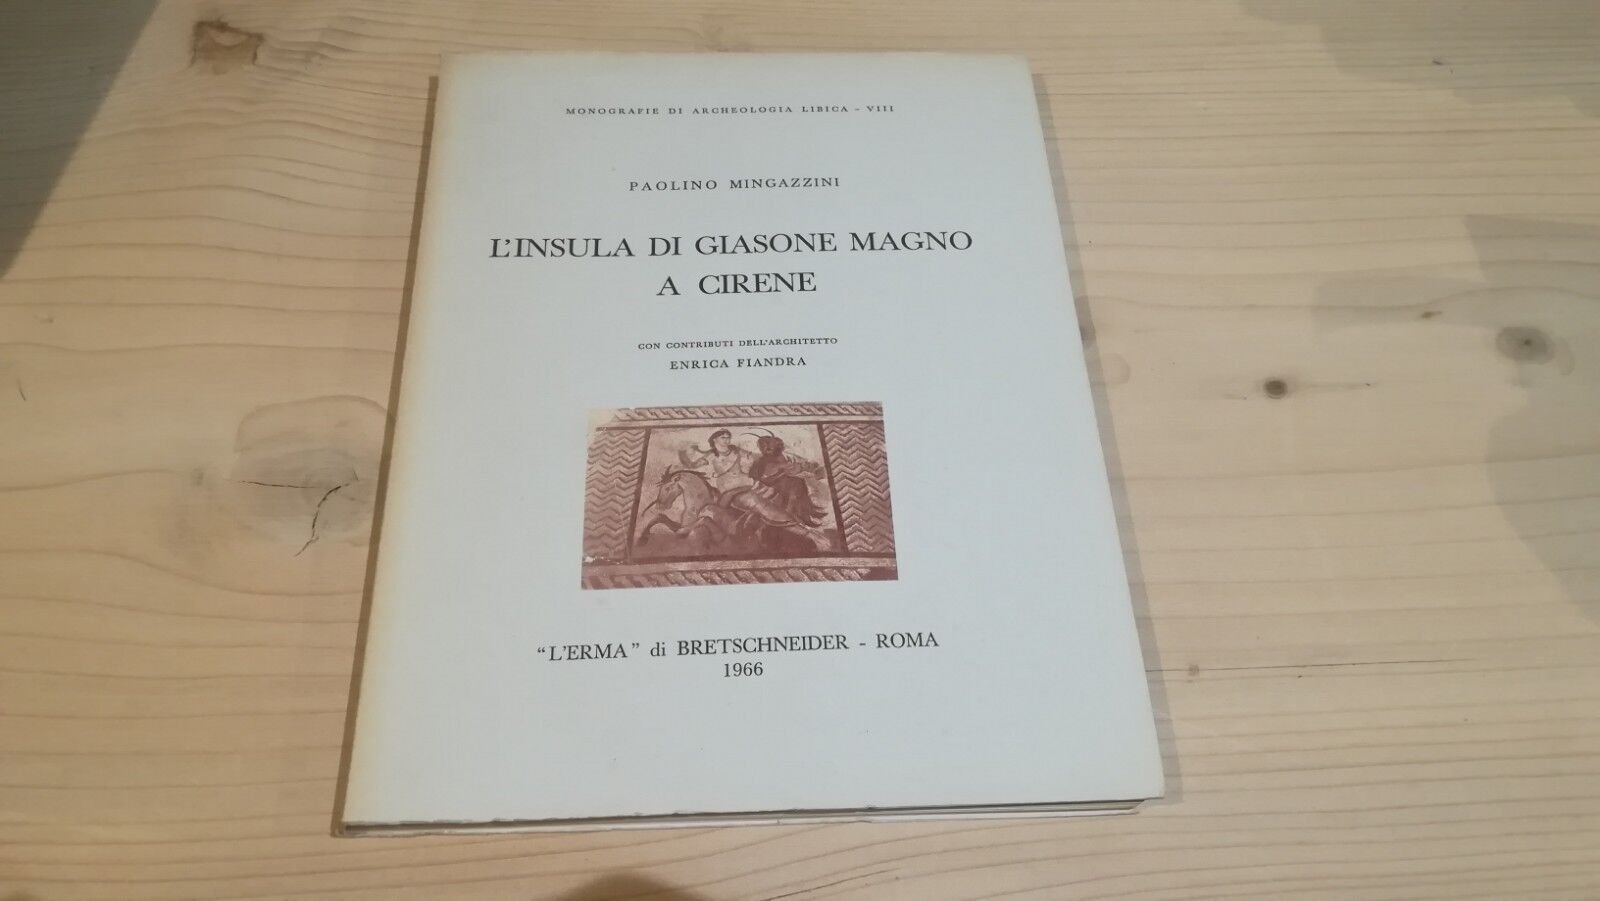 MONOGRAFIE DI ARCHEOLOGIA LIBICA - VIII
PAOLINO MINGAZZINI
L'INSULA DI GIASONE MAGNO
A CIRENE
CON CONTRIBUTI DELL'ARCHITETTO
ENRICA FIANDRA
“L'ERMA” di BRETSCHNEIDER - ROMA
1966